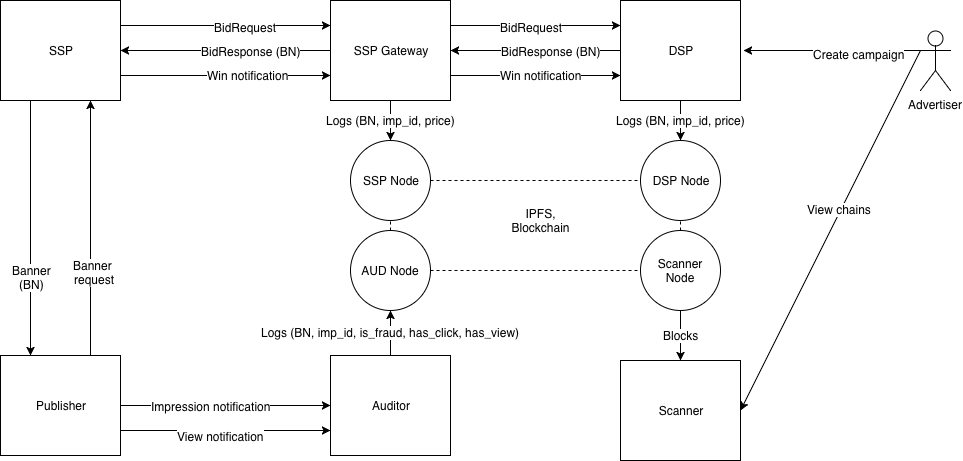 SSP
BidRequest
BidResponse (BN)
Win notification
SSP Gateway
BidRequest
BidResponse (BN)
Win notification
DSP
Create campaign
Advertiser
Logs (BN, imp_id, price)
Logs (BN, imp_id, price)
SSP Node
DSP Node
IPFS,
Blockchain
View chains
Banner
(BN)
Banner
request
AUD Node
Scanner
Node
Logs (BN, imp_id, is_fraud, has_click, has_view)
Blocks
Publisher
Impression notification
View notification
Auditor
Scanner